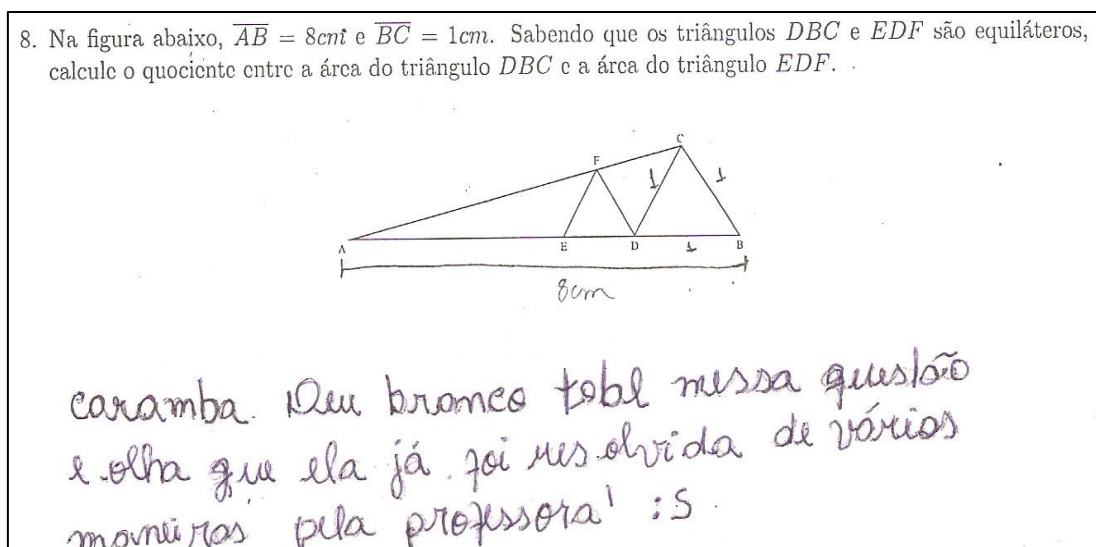 8. Na figura abaixo, AB = 8cm e BC = 1cm. Sabendo que os triângulos DBC e EDF são equiláteros,
calcule o quociente entre a área do triângulo DBC e a área do triângulo EDF.
C
F
1
1
A
E
D
1
B
8cm
caramba. Deu branco total nessa questão
e olha que ela já foi resolvida de vários
maneiras pela professora! :S